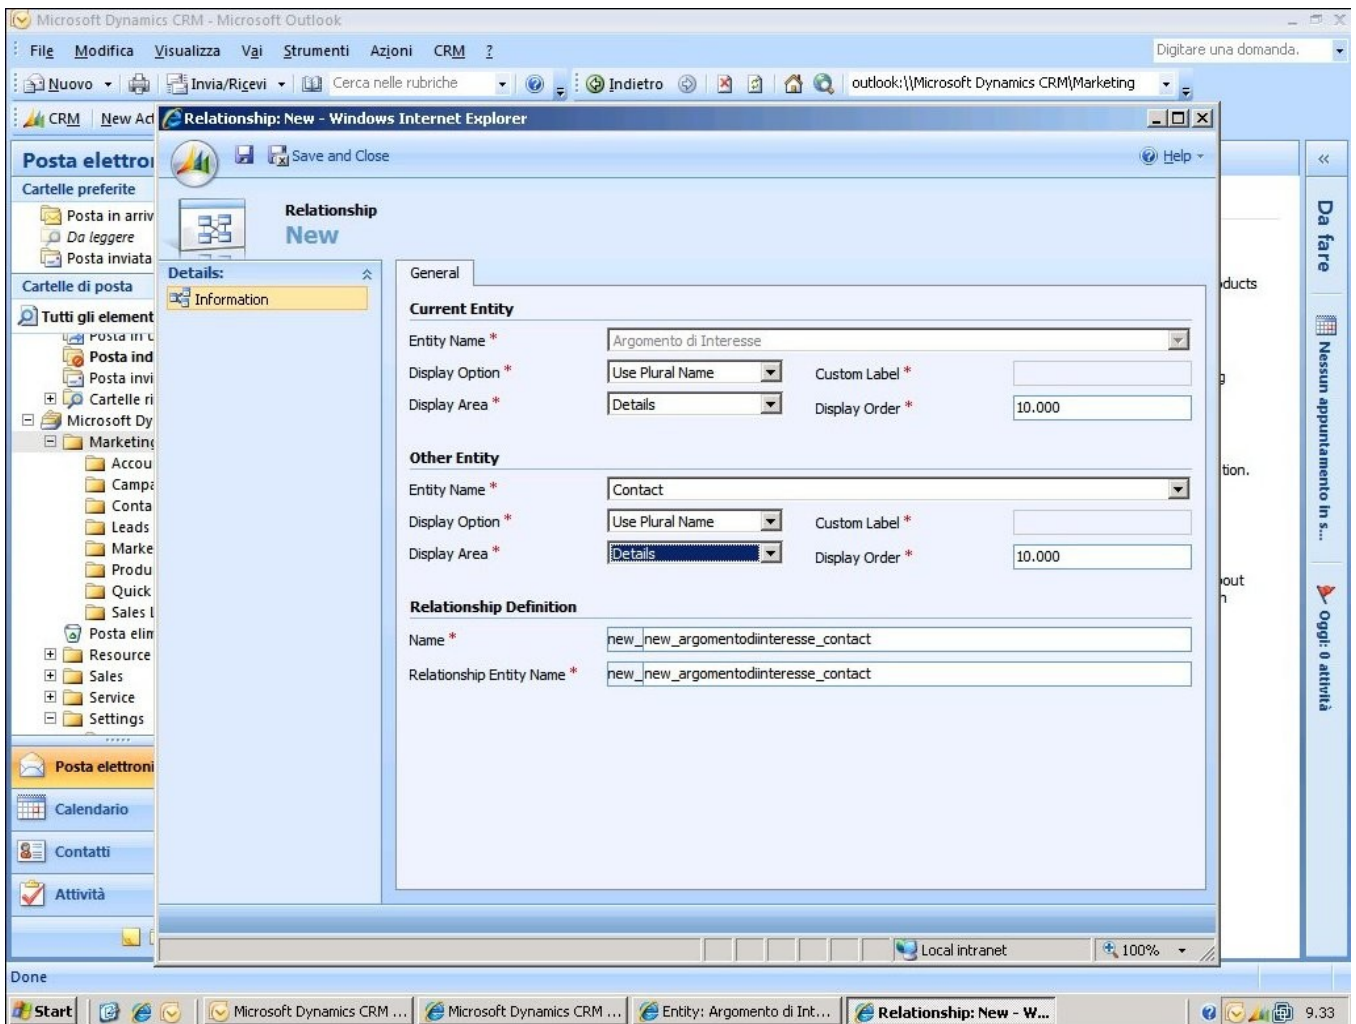 Microsoft Dynamics CRM - Microsoft Outlook
File Modifica Visualizza Vai Strumenti Azioni CRM ? Digitare una domanda.
Nuovo Invia/Ricevi Cerca nelle rubriche Indietro outlook:\\Microsoft Dynamics CRM\Marketing
CRM New Act
Relationship: New - Windows Internet Explorer
Posta elettroni
Save and Close Help
Cartelle preferite
Posta in arriv
Da leggere
Posta inviata
Relationship
New
Cartelle di posta
Tutti gli element
Posta ind
Posta invi
Cartelle ri
Microsoft Dy
Marketing
Accou
Campa
Conta
Leads
Marke
Produ
Quick
Sales L
Posta elim
Resource
Sales
Service
Settings
Posta elettroni
Calendario
Contatti
Attività
Details:
Information
General
Current Entity
Entity Name * Argomento di Interesse
Display Option * Use Plural Name Custom Label *
Display Area * Details Display Order * 10.000
Other Entity
Entity Name * Contact
Display Option * Use Plural Name Custom Label *
Display Area * Details Display Order * 10.000
Relationship Definition
Name * new_new_argomentodiinteresse_contact
Relationship Entity Name * new_new_argomentodiinteresse_contact
ducts
tion.
out
Da fare
Nessun appuntamento in s...
Oggi: 0 attività
Local intranet 100%
Done
Start Microsoft Dynamics CRM ... Microsoft Dynamics CRM ... Entity: Argomento di Int... Relationship: New - W... 9.33